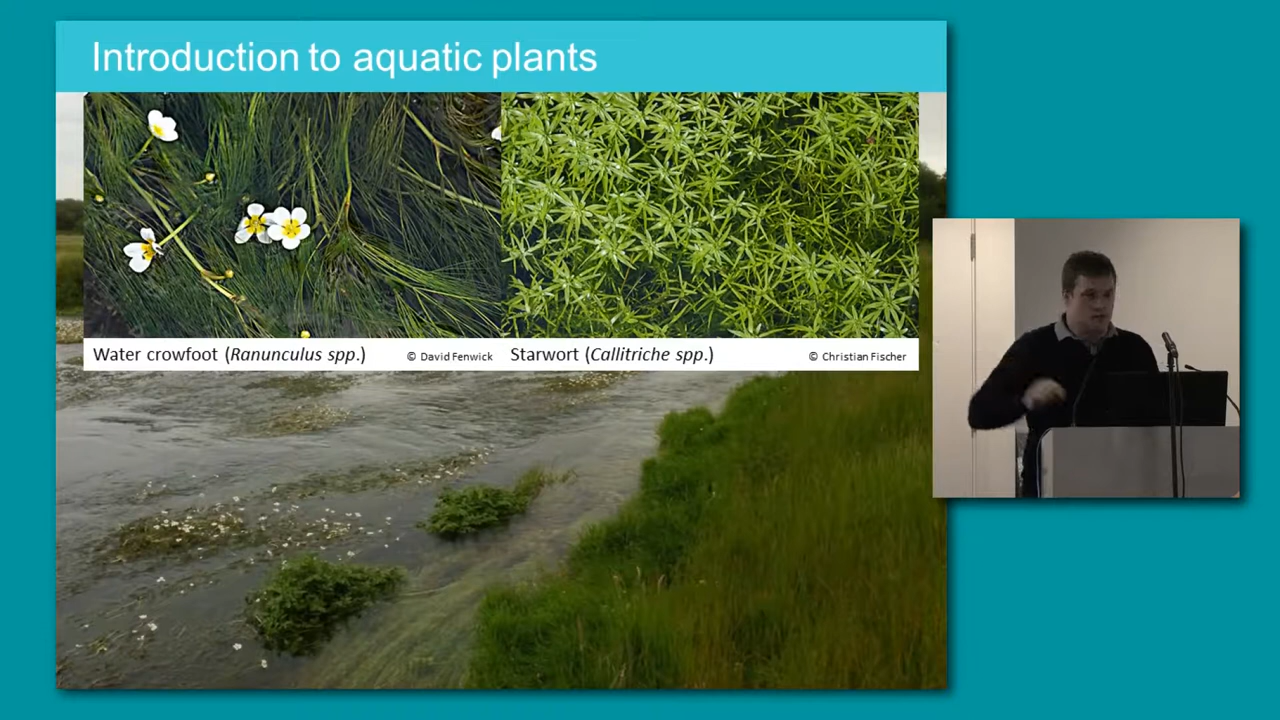 Introduction to aquatic plants
Water crowfoot (Ranunculus spp.) © David Fenwick Starwort (Callitriche spp.) © Christian Fischer